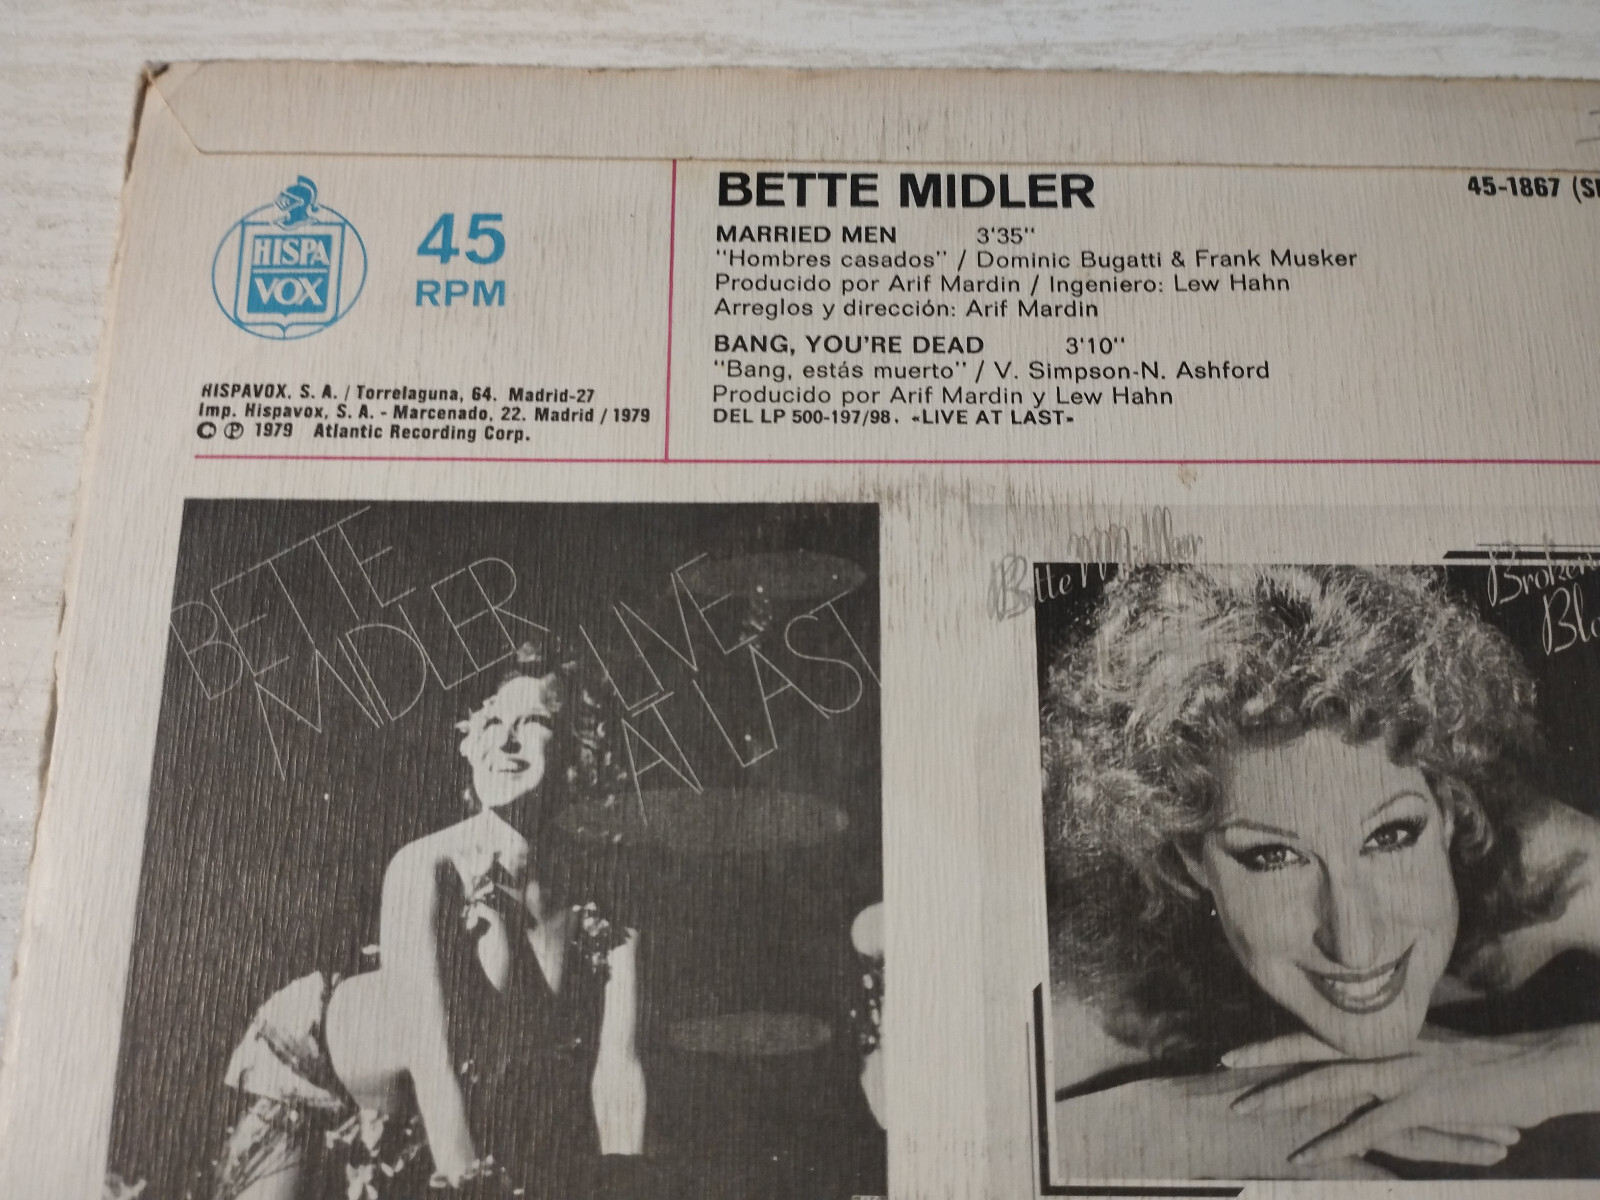 HISPA
VOX
45
RPM
HISPAVOX, S. A. / Torrelaguna, 64. Madrid-27
Imp. Hispavox, S. A. - Marcenado, 22. Madrid / 1979
© ℗ 1979 Atlantic Recording Corp.
BETTE MIDLER
45-1867
MARRIED MEN 3'35"
"Hombres casados" / Dominic Bugatti & Frank Musker
Producido por Arif Mardin / Ingeniero: Lew Hahn
Arreglos y dirección: Arif Mardin
BANG, YOU'RE DEAD 3'10"
"Bang, estás muerto" / V. Simpson-N. Ashford
Producido por Arif Mardin y Lew Hahn
DEL LP 500-197/98. «LIVE AT LAST»
BETTE
MIDLER
LIVE
AT LAST
Bette Midler
Broken